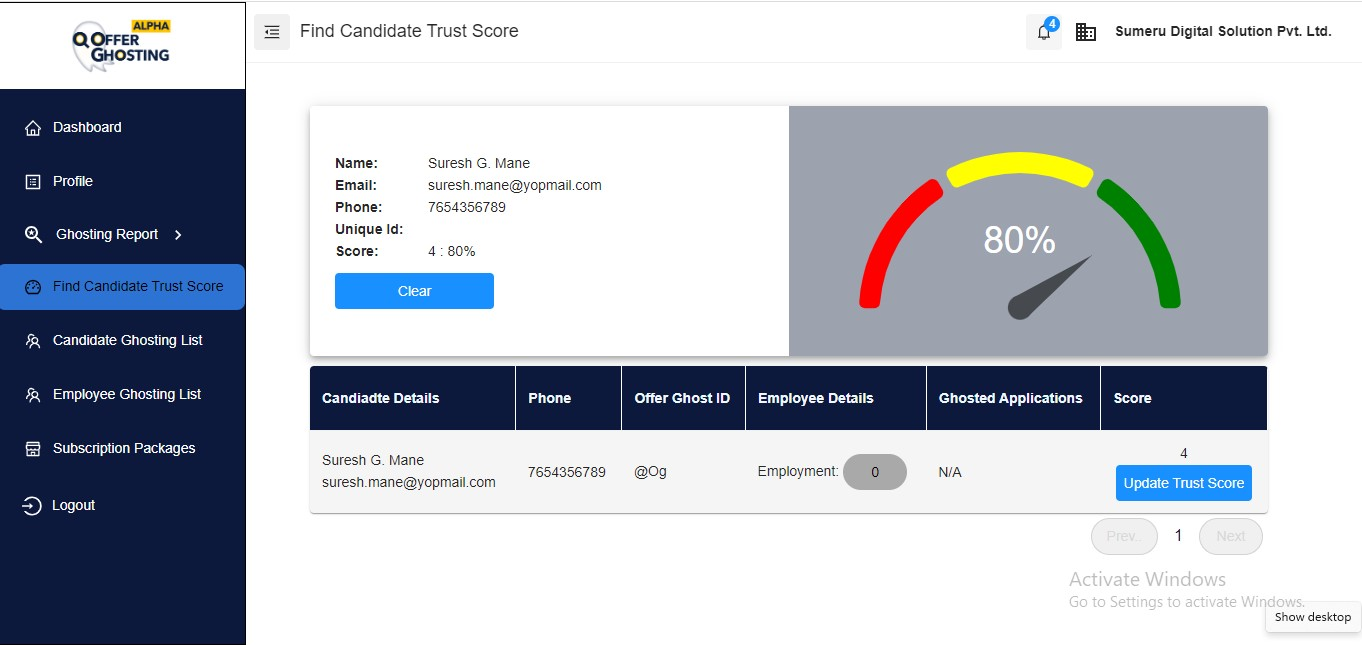 ALPHA
OFFER
GHOSTING
Find Candidate Trust Score
4
Sumeru Digital Solution Pvt. Ltd.
Dashboard
Profile
Ghosting Report
Find Candidate Trust Score
Candidate Ghosting List
Employee Ghosting List
Subscription Packages
Logout
Name: Suresh G. Mane
Email: suresh.mane@yopmail.com
Phone: 7654356789
Unique Id:
Score: 4 : 80%
Clear
80%
Candiadte Details Phone Offer Ghost ID Employee Details Ghosted Applications Score
Suresh G. Mane
suresh.mane@yopmail.com
7654356789
@Og
Employment: 0
N/A
4
Update Trust Score
Prev. 1 Next
Activate Windows
Go to Settings to activate Windows.
Show desktop